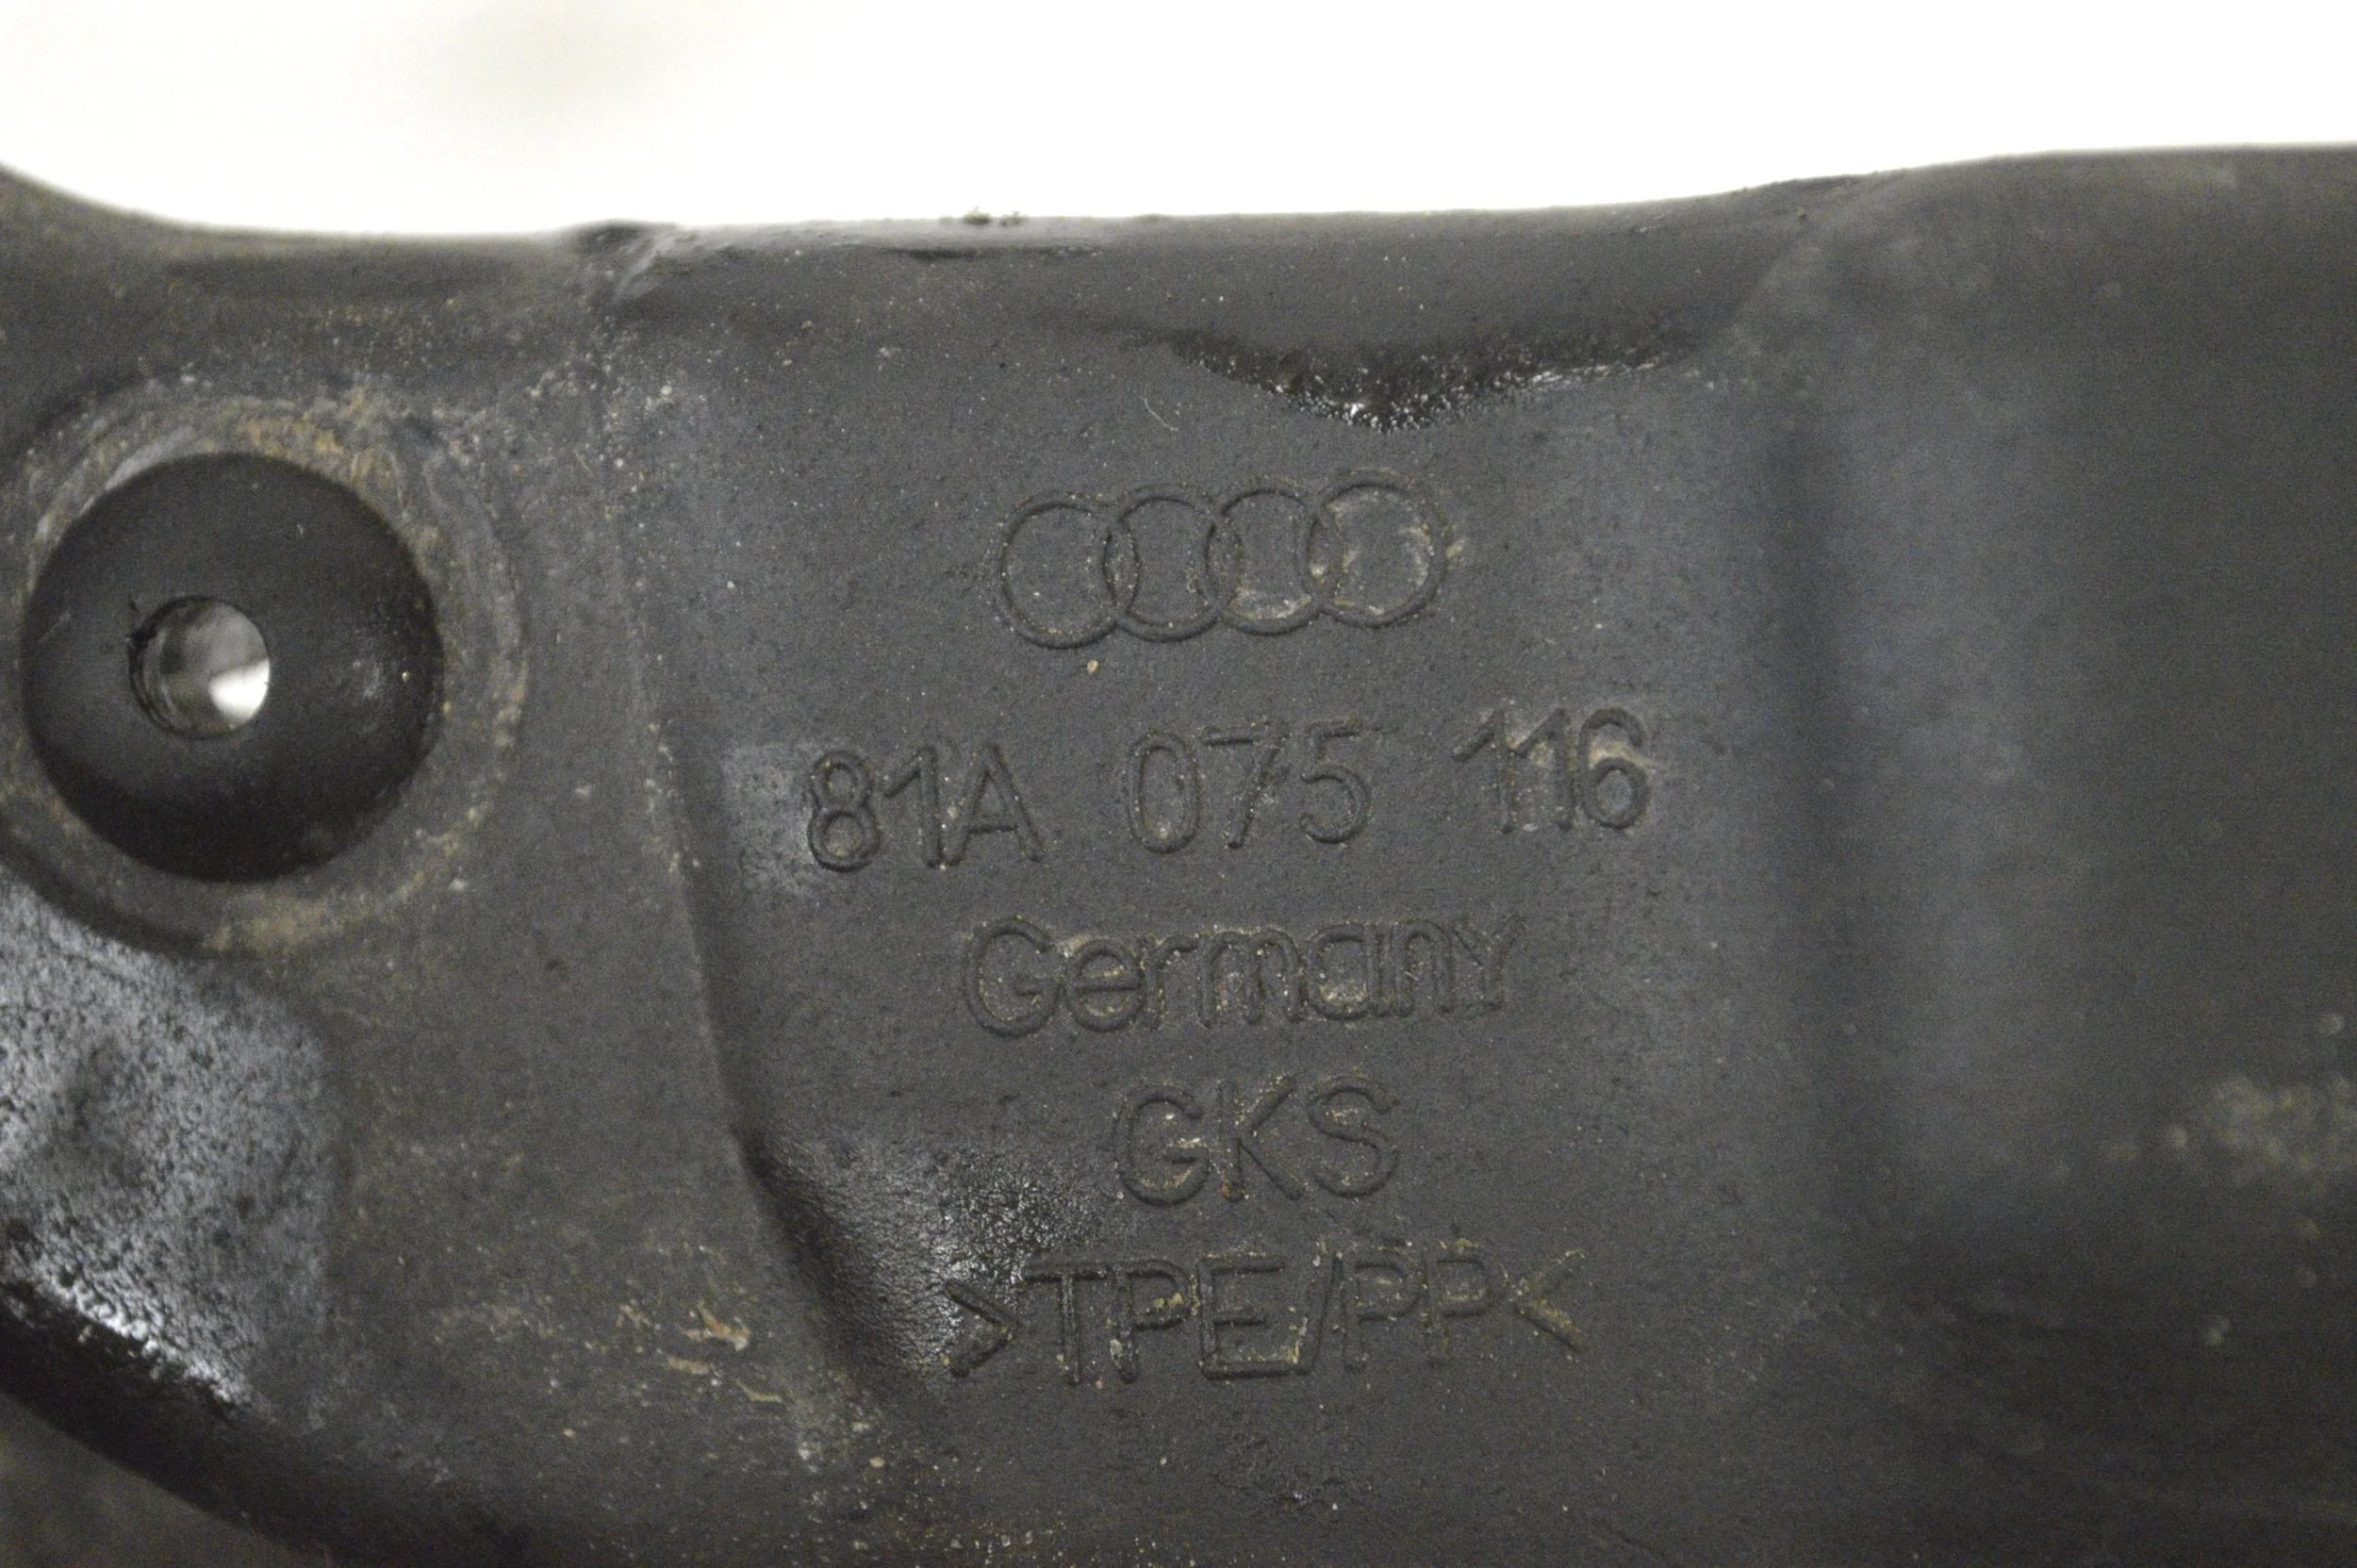 81A 075 116
Germany
GKS
>TPE/PP<